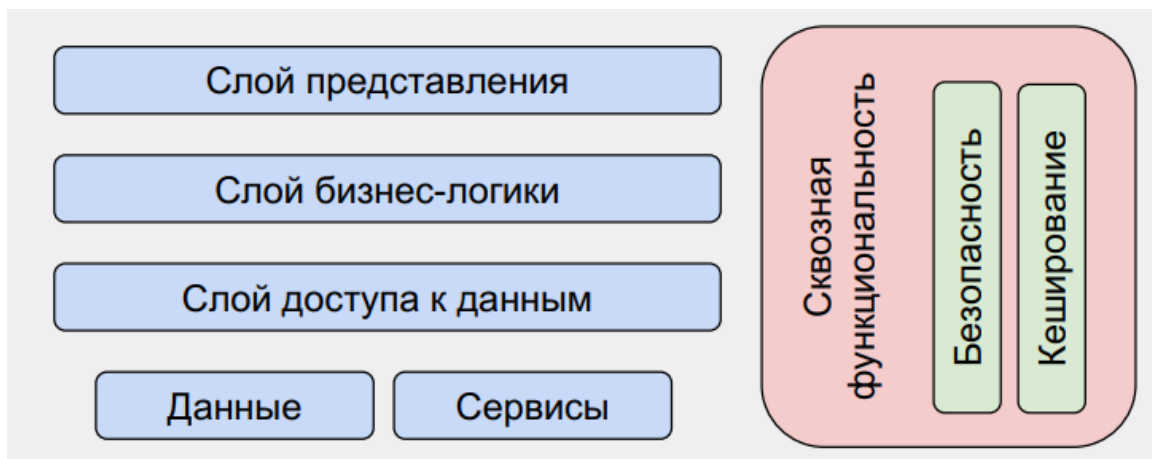 Слой представления
Слой бизнес-логики
Слой доступа к данным
Данные
Сервисы
Сквозная
функциональность
Безопасность
Кеширование